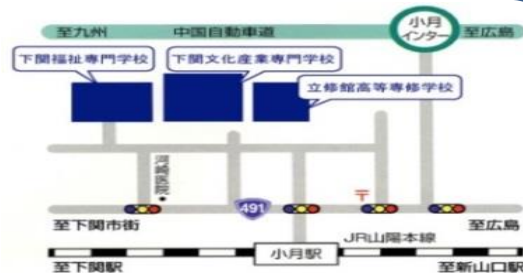 至九州
中国自動車道
小月
インター
至広島
下関福祉専門学校
下関文化産業専門学校
立修館高等専修学校
河崎医院
〒
491
至下関市街
至広島
JR山陽本線
小月駅
至下関駅
至新山口駅